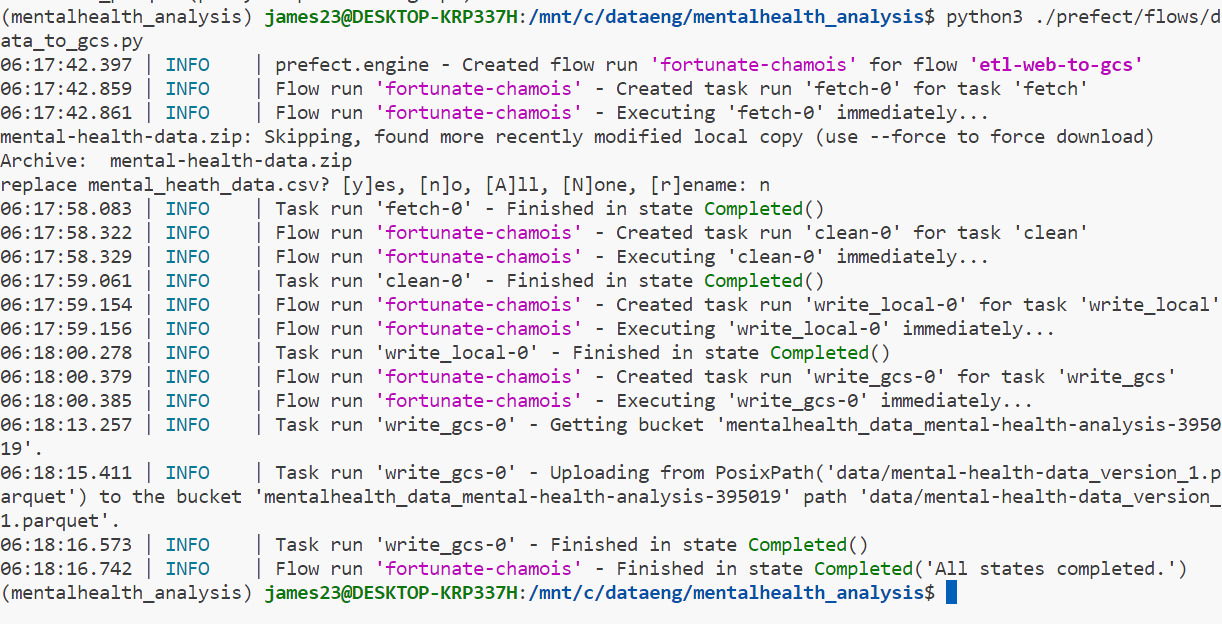 (mentalhealth_analysis) james23@DESKTOP-KRP337H:/mnt/c/dataeng/mentalhealth_analysis$ python3 ./prefect/flows/d
ata_to_gcs.py
06:17:42.397 | INFO    | prefect.engine - Created flow run 'fortunate-chamois' for flow 'etl-web-to-gcs'
06:17:42.859 | INFO    | Flow run 'fortunate-chamois' - Created task run 'fetch-0' for task 'fetch'
06:17:42.861 | INFO    | Flow run 'fortunate-chamois' - Executing 'fetch-0' immediately...
mental-health-data.zip: Skipping, found more recently modified local copy (use --force to force download)
Archive:  mental-health-data.zip
replace mental_heath_data.csv? [y]es, [n]o, [A]ll, [N]one, [r]ename: n
06:17:58.083 | INFO    | Task run 'fetch-0' - Finished in state Completed()
06:17:58.322 | INFO    | Flow run 'fortunate-chamois' - Created task run 'clean-0' for task 'clean'
06:17:58.329 | INFO    | Flow run 'fortunate-chamois' - Executing 'clean-0' immediately...
06:17:59.061 | INFO    | Task run 'clean-0' - Finished in state Completed()
06:17:59.154 | INFO    | Flow run 'fortunate-chamois' - Created task run 'write_local-0' for task 'write_local'
06:17:59.156 | INFO    | Flow run 'fortunate-chamois' - Executing 'write_local-0' immediately...
06:18:00.278 | INFO    | Task run 'write_local-0' - Finished in state Completed()
06:18:00.379 | INFO    | Flow run 'fortunate-chamois' - Created task run 'write_gcs-0' for task 'write_gcs'
06:18:00.385 | INFO    | Flow run 'fortunate-chamois' - Executing 'write_gcs-0' immediately...
06:18:13.257 | INFO    | Task run 'write_gcs-0' - Getting bucket 'mentalhealth_data_mental-health-analysis-3950
19'.
06:18:15.411 | INFO    | Task run 'write_gcs-0' - Uploading from PosixPath('data/mental-health-data_version_1.p
arquet') to the bucket 'mentalhealth_data_mental-health-analysis-395019' path 'data/mental-health-data_version_
1.parquet'.
06:18:16.573 | INFO    | Task run 'write_gcs-0' - Finished in state Completed()
06:18:16.742 | INFO    | Flow run 'fortunate-chamois' - Finished in state Completed('All states completed.')
(mentalhealth_analysis) james23@DESKTOP-KRP337H:/mnt/c/dataeng/mentalhealth_analysis$